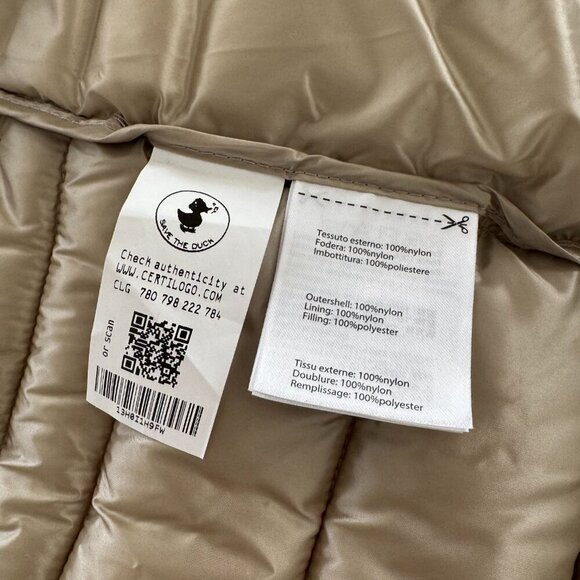 SAVE THE DUCK
Check authenticity at
WWW.CERTILOGO.COM
CLG 780 798 222 784
or scan
13H0I1H9FW
Tessuto esterno: 100%nylon
Fodera: 100%nylon
Imbottitura: 100%poliestere
Outershell: 100%nylon
Lining: 100%nylon
Filling: 100%polyester
Tissu externe: 100%nylon
Doublure: 100%nylon
Remplissage: 100%polyester